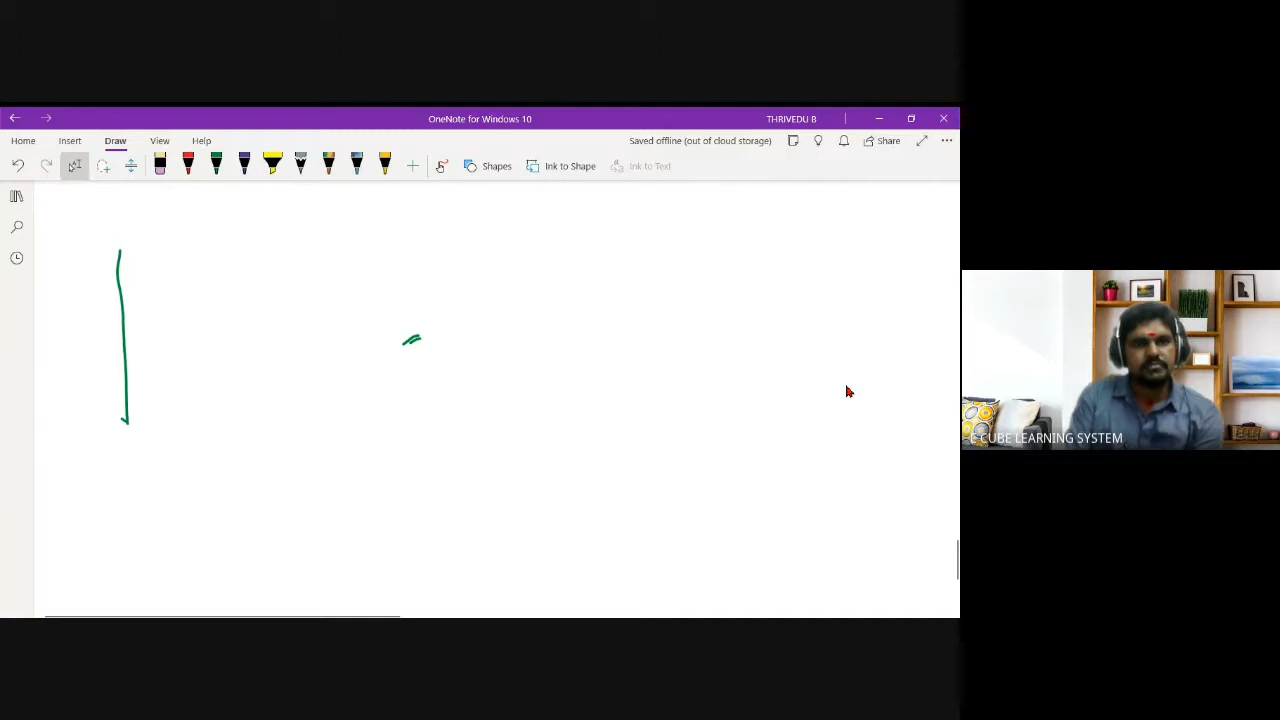 OneNote for Windows 10
THRIVEDU B
Home Insert Draw View Help
Saved offline (out of cloud storage)
Share
Shapes
Ink to Shape
Ink to Text
CUBE LEARNING SYSTEM